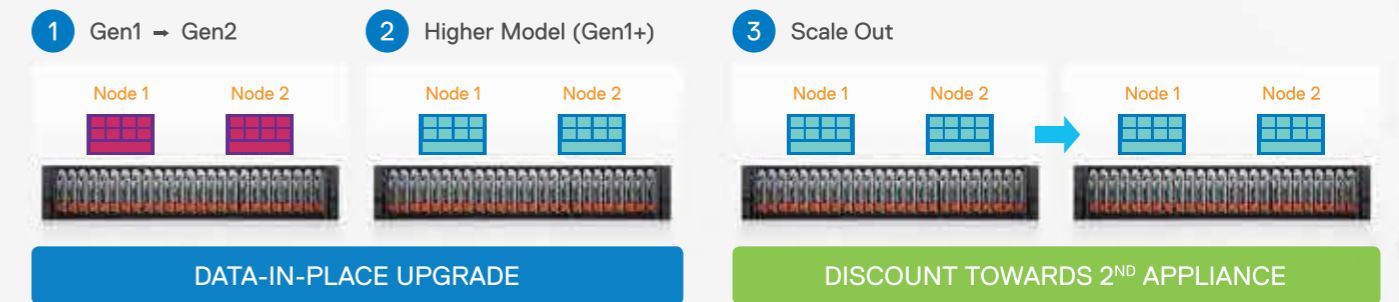 1 Gen1 → Gen2
2 Higher Model (Gen1+)
3 Scale Out
Node 1 Node 2
Node 1 Node 2
Node 1 Node 2
Node 1 Node 2
DATA-IN-PLACE UPGRADE
DISCOUNT TOWARDS 2ND APPLIANCE